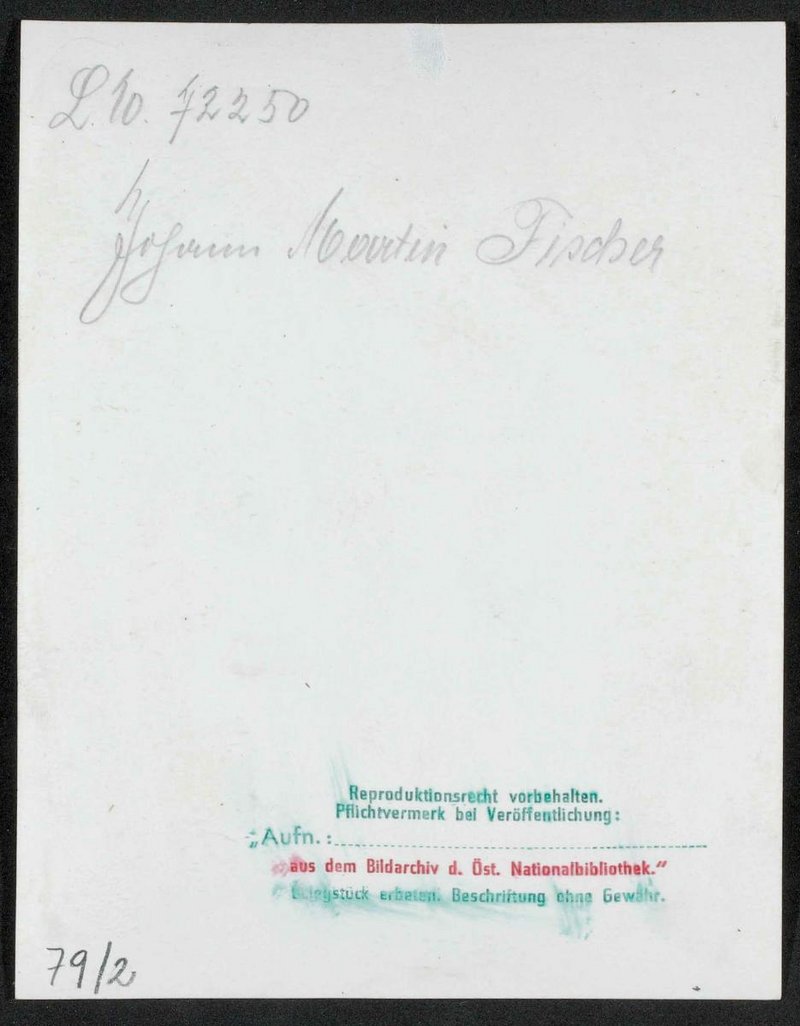 L.W. 72250
Johann Martin Fischer
Reproduktionsrecht vorbehalten.
Pflichtvermerk bei Veröffentlichung:
„Aufn.:
aus dem Bildarchiv d. Öst. Nationalbibliothek.“
Belegstück erbeten. Beschriftung ohne Gewähr.
79/2